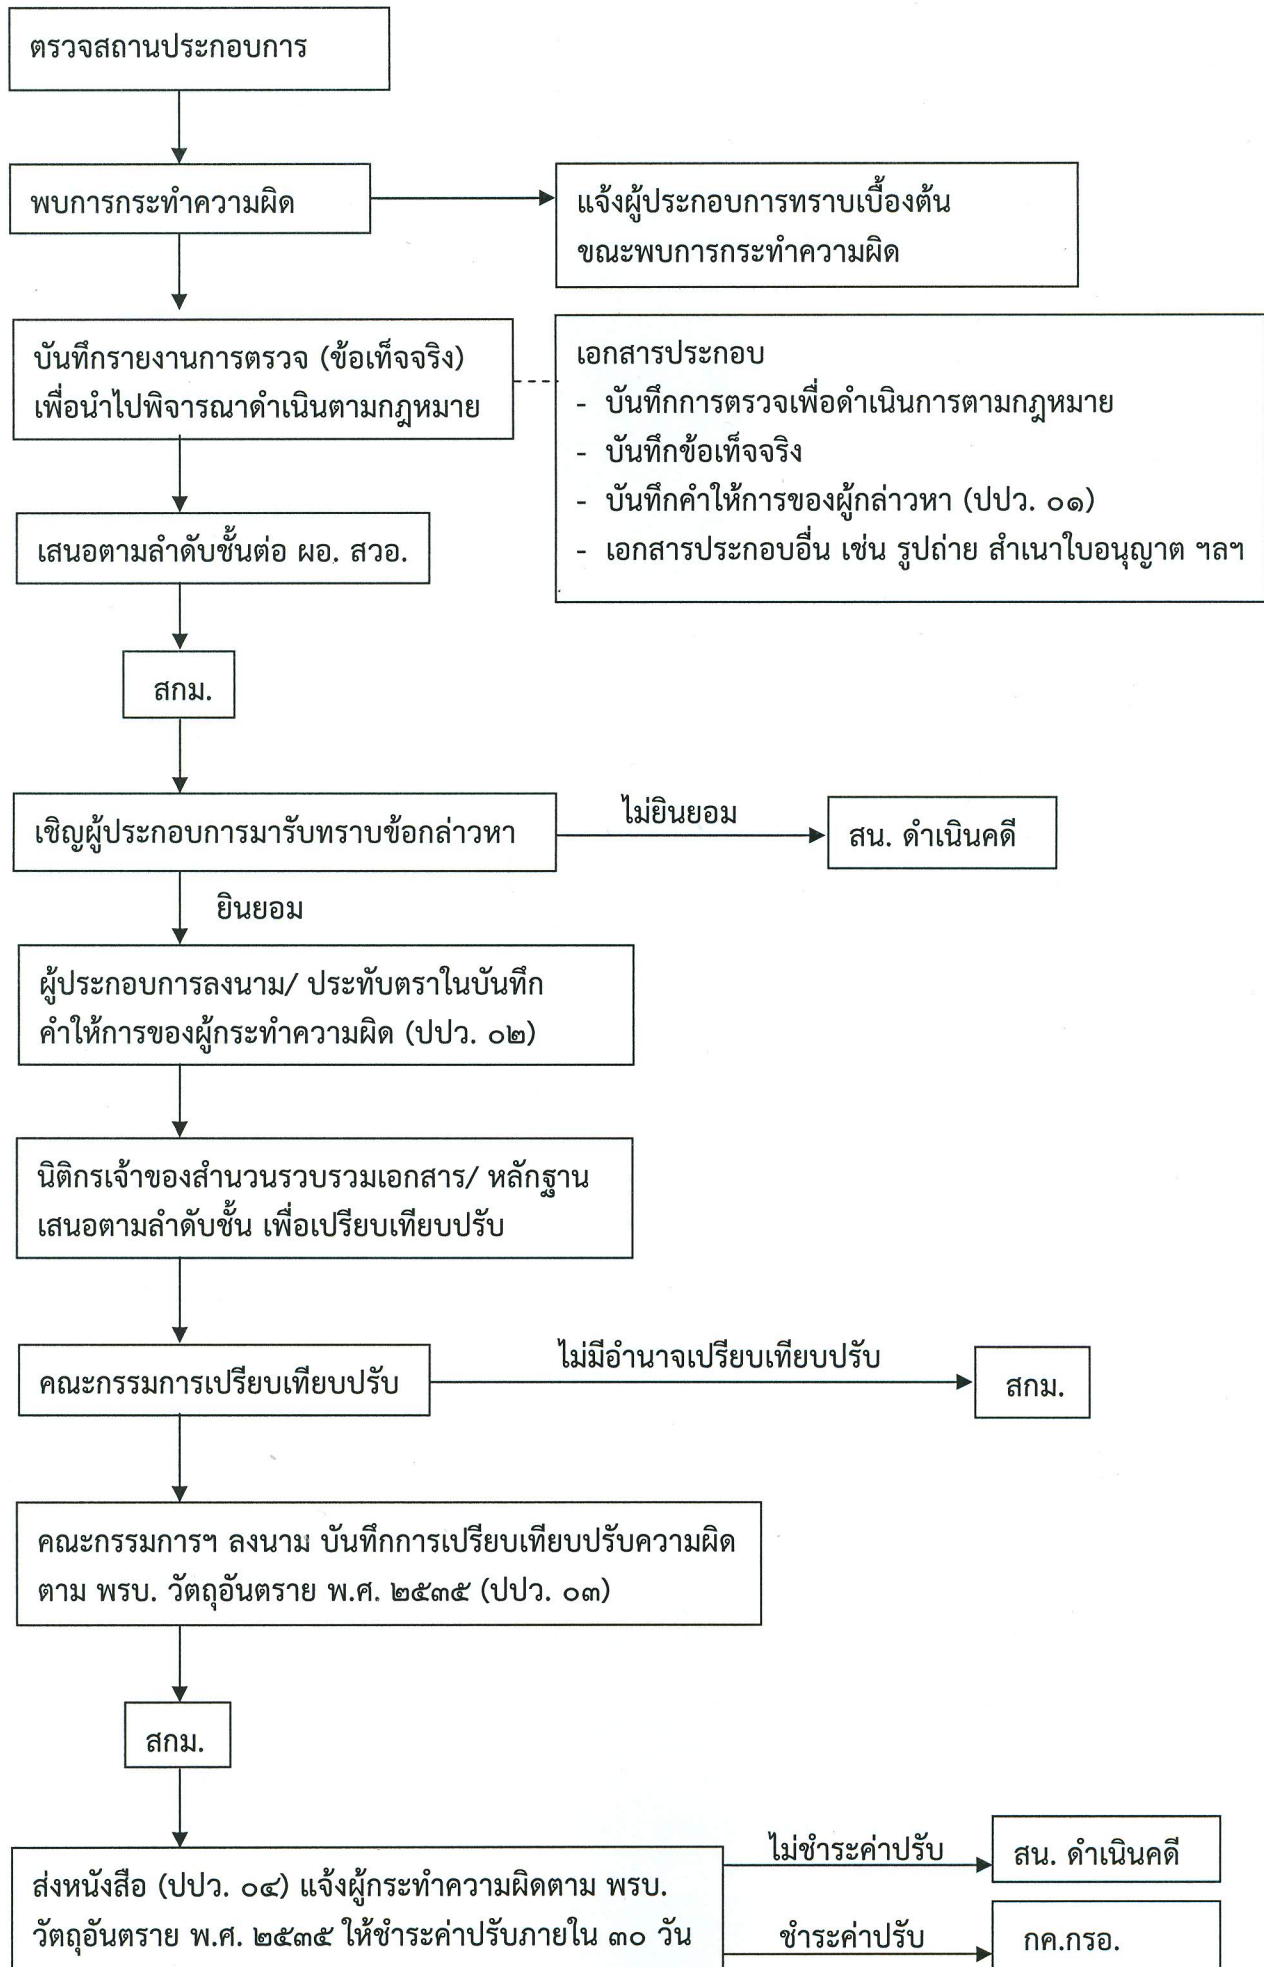 ตรวจสถานประกอบการ
พบการกระทำความผิด
แจ้งผู้ประกอบการทราบเบื้องต้น
ขณะพบการกระทำความผิด
บันทึกรายงานการตรวจ (ข้อเท็จจริง)
เพื่อนำไปพิจารณาดำเนินตามกฎหมาย
เอกสารประกอบ
- บันทึกการตรวจเพื่อดำเนินการตามกฎหมาย
- บันทึกข้อเท็จจริง
- บันทึกคำให้การของผู้กล่าวหา (ปปว. ๐๑)
- เอกสารประกอบอื่น เช่น รูปถ่าย สำเนาใบอนุญาต ฯลฯ
เสนอตามลำดับชั้นต่อ ผอ. สวอ.
สกม.
เชิญผู้ประกอบการมารับทราบข้อกล่าวหา
ไม่ยินยอม
สน. ดำเนินคดี
ยินยอม
ผู้ประกอบการลงนาม/ ประทับตราในบันทึก
คำให้การของผู้กระทำความผิด (ปปว. ๐๒)
นิติกรเจ้าของสำนวนรวบรวมเอกสาร/ หลักฐาน
เสนอตามลำดับชั้น เพื่อเปรียบเทียบปรับ
คณะกรรมการเปรียบเทียบปรับ
ไม่มีอำนาจเปรียบเทียบปรับ
สกม.
คณะกรรมการฯ ลงนาม บันทึกการเปรียบเทียบปรับความผิด
ตาม พรบ. วัตถุอันตราย พ.ศ. ๒๕๓๕ (ปปว. ๐๓)
สกม.
ส่งหนังสือ (ปปว. ๐๔) แจ้งผู้กระทำความผิดตาม พรบ.
วัตถุอันตราย พ.ศ. ๒๕๓๕ ให้ชำระค่าปรับภายใน ๓๐ วัน
ไม่ชำระค่าปรับ
สน. ดำเนินคดี
ชำระค่าปรับ
กค.กรอ.